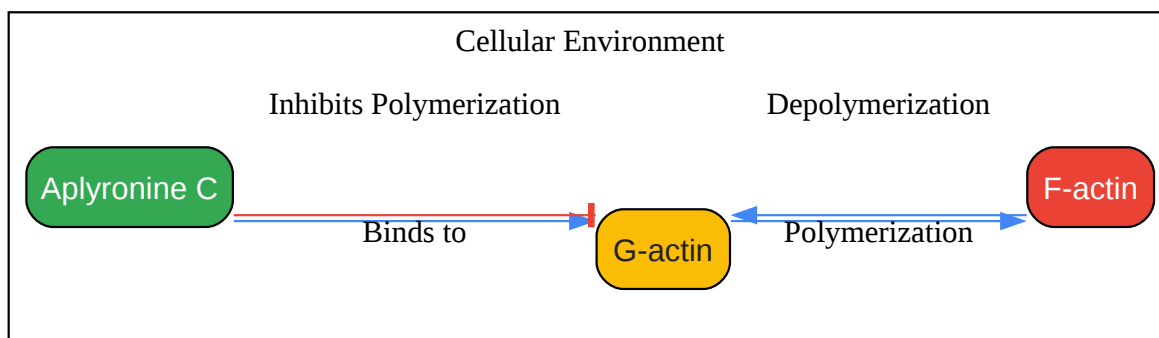 Cellular Environment
Inhibits Polymerization
Depolymerization
Aplyronine C
F-actin
Binds to
Polymerization
G-actin